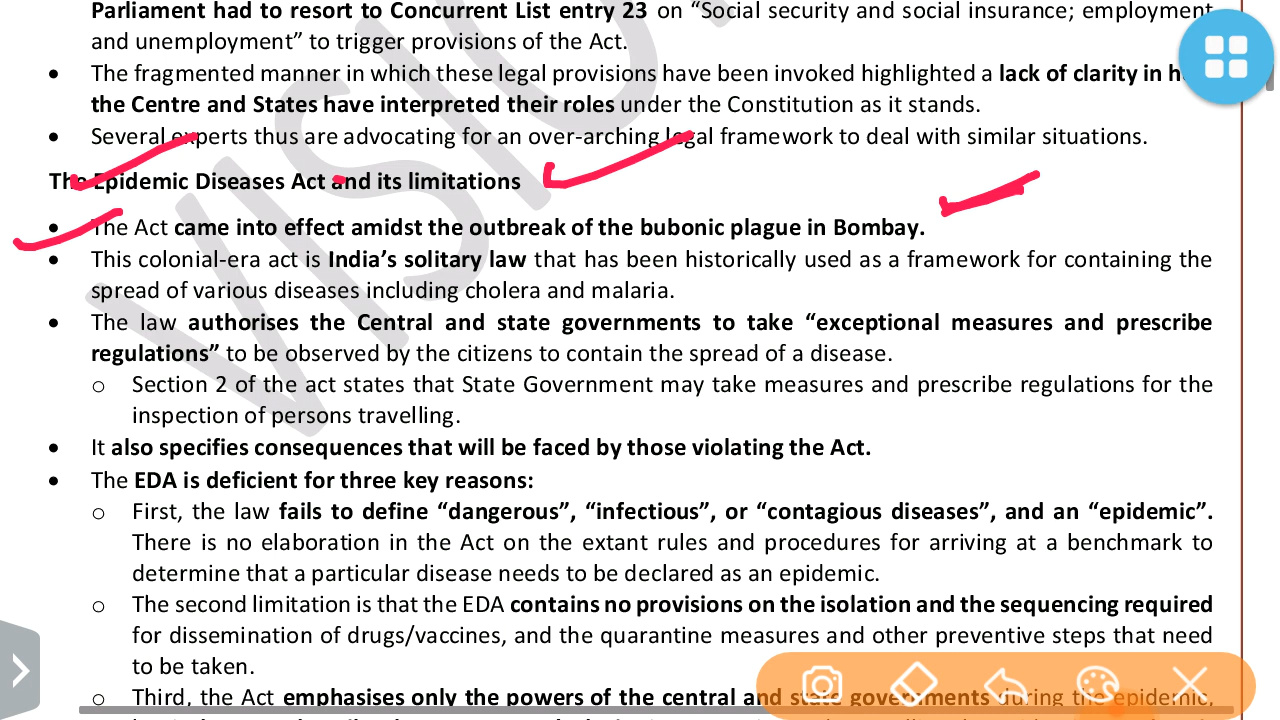 Parliament had to resort to Concurrent List entry 23 on “Social security and social insurance; employment
and unemployment” to trigger provisions of the Act.
• The fragmented manner in which these legal provisions have been invoked highlighted a lack of clarity in
the Centre and States have interpreted their roles under the Constitution as it stands.
• Several experts thus are advocating for an over-arching legal framework to deal with similar situations.
The Epidemic Diseases Act and its limitations
• The Act came into effect amidst the outbreak of the bubonic plague in Bombay.
• This colonial-era act is India’s solitary law that has been historically used as a framework for containing the
spread of various diseases including cholera and malaria.
• The law authorises the Central and state governments to take “exceptional measures and prescribe
regulations” to be observed by the citizens to contain the spread of a disease.
o Section 2 of the act states that State Government may take measures and prescribe regulations for the
inspection of persons travelling.
• It also specifies consequences that will be faced by those violating the Act.
• The EDA is deficient for three key reasons:
o First, the law fails to define “dangerous”, “infectious”, or “contagious diseases”, and an “epidemic”.
There is no elaboration in the Act on the extant rules and procedures for arriving at a benchmark to
determine that a particular disease needs to be declared as an epidemic.
o The second limitation is that the EDA contains no provisions on the isolation and the sequencing required
for dissemination of drugs/vaccines, and the quarantine measures and other preventive steps that need
to be taken.
o Third, the Act emphasises only the powers of the central and state governments during the epidemic,